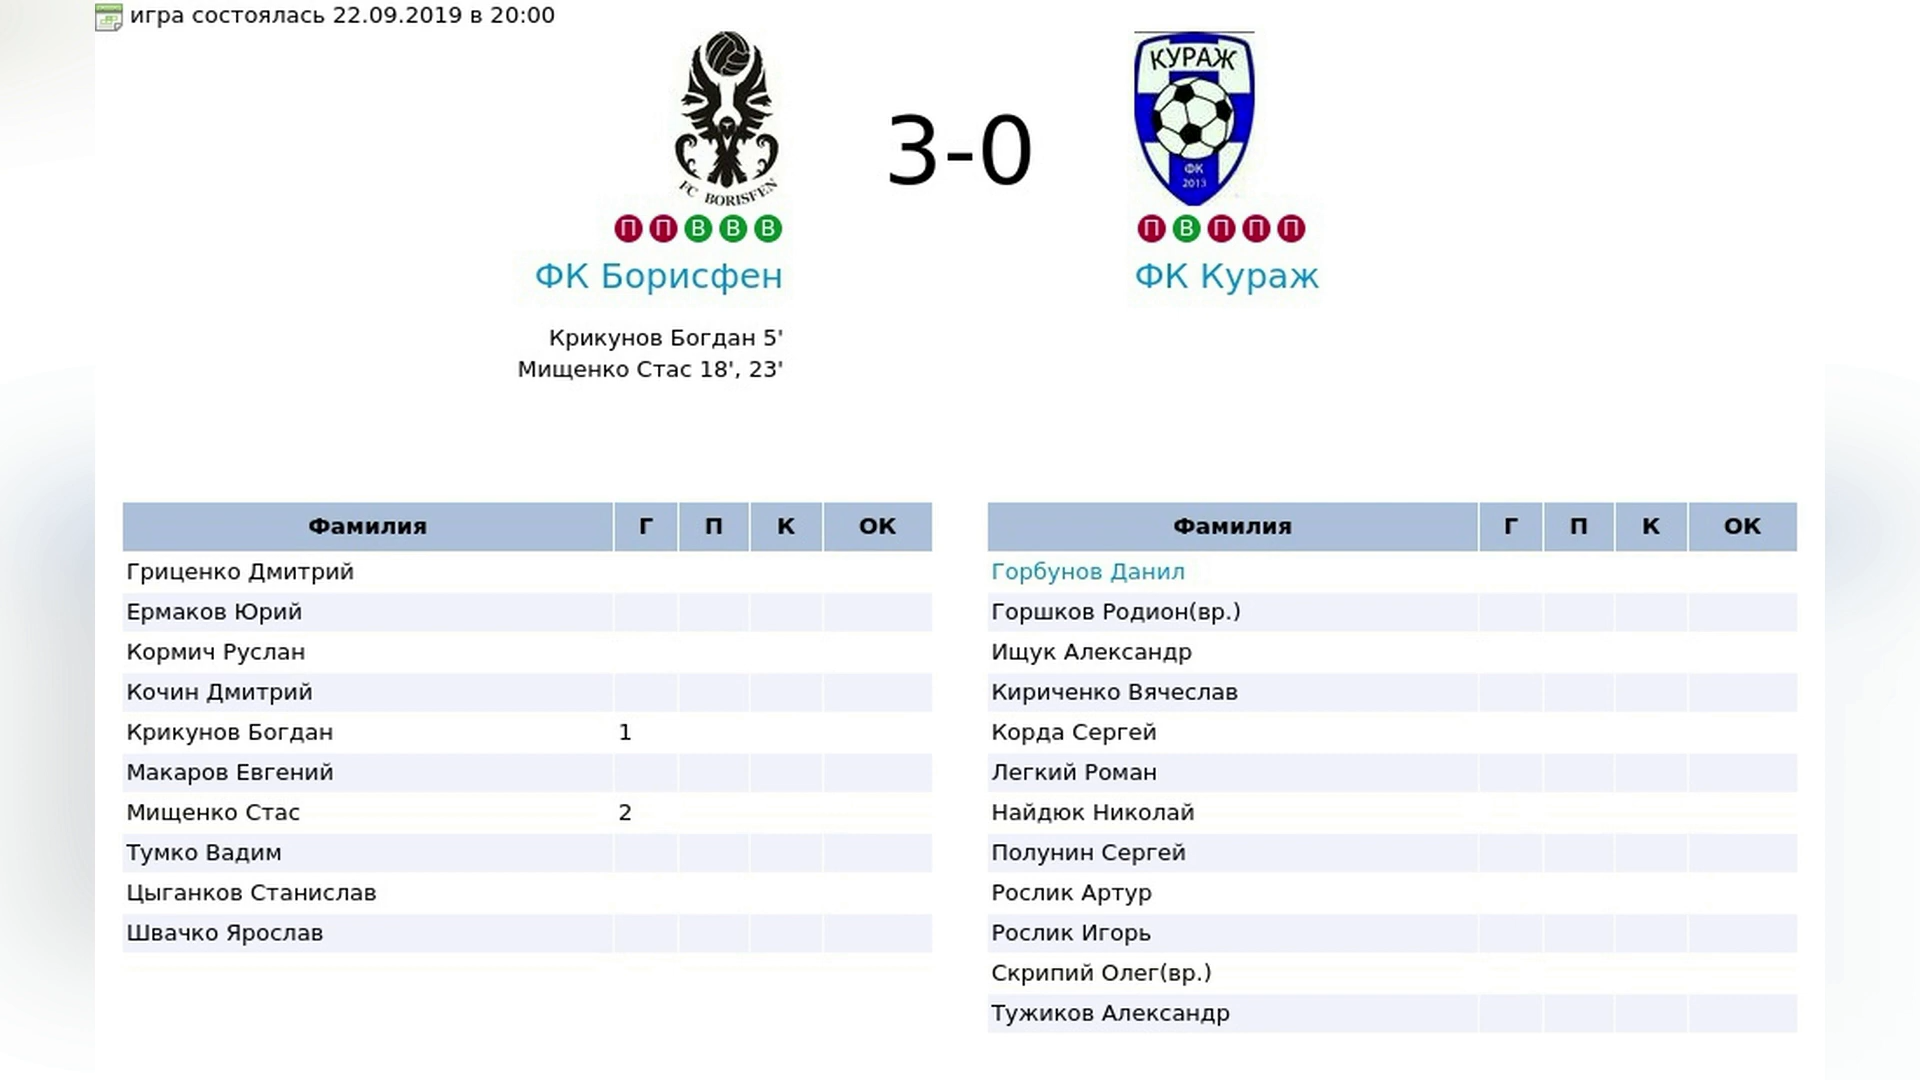 игра состоялась 22.09.2019 в 20:00
FC BORISFEN
3-0
КУРАЖ
ФК
2013
П П В В В
П В П П П
ФК Борисфен
ФК Кураж
Крикунов Богдан 5'
Мищенко Стас 18', 23'
Фамилия Г П К ОК
Гриценко Дмитрий
Ермаков Юрий
Кормич Руслан
Кочин Дмитрий
Крикунов Богдан 1
Макаров Евгений
Мищенко Стас 2
Тумко Вадим
Цыганков Станислав
Швачко Ярослав
Фамилия Г П К ОК
Горбунов Данил
Горшков Родион(вр.)
Ищук Александр
Кириченко Вячеслав
Корда Сергей
Легкий Роман
Найдюк Николай
Полунин Сергей
Рослик Артур
Рослик Игорь
Скрипий Олег(вр.)
Тужиков Александр